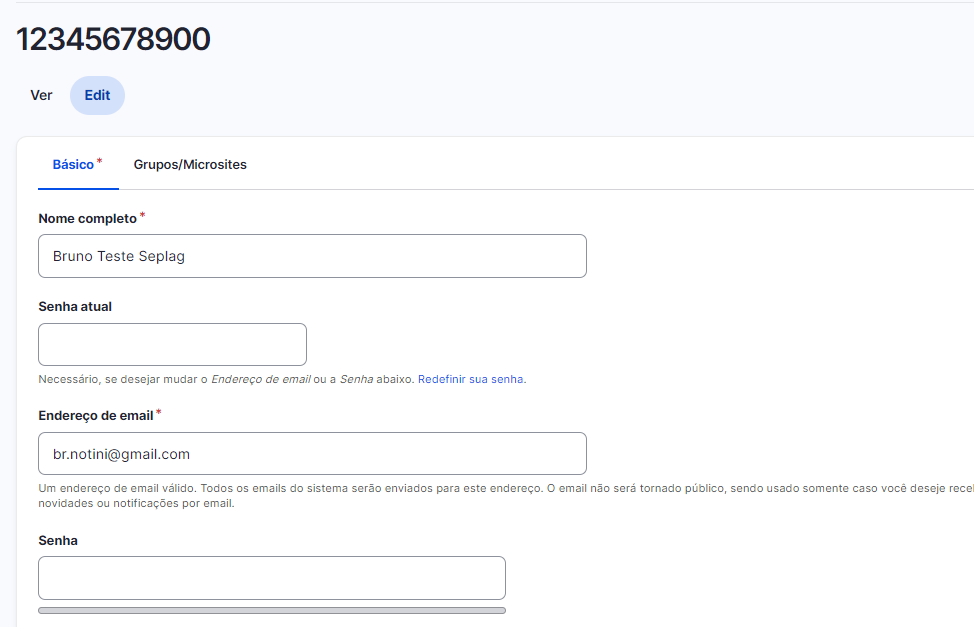 12345678900
Ver Edit
Básico * Grupos/Microsites
Nome completo *
Bruno Teste Seplag
Senha atual
Necessário, se desejar mudar o Endereço de email ou a Senha abaixo. Redefinir sua senha.
Endereço de email *
br.notini@gmail.com
Um endereço de email válido. Todos os emails do sistema serão enviados para este endereço. O email não será tornado público, sendo usado somente caso você deseje
novidades ou notificações por email.
Senha